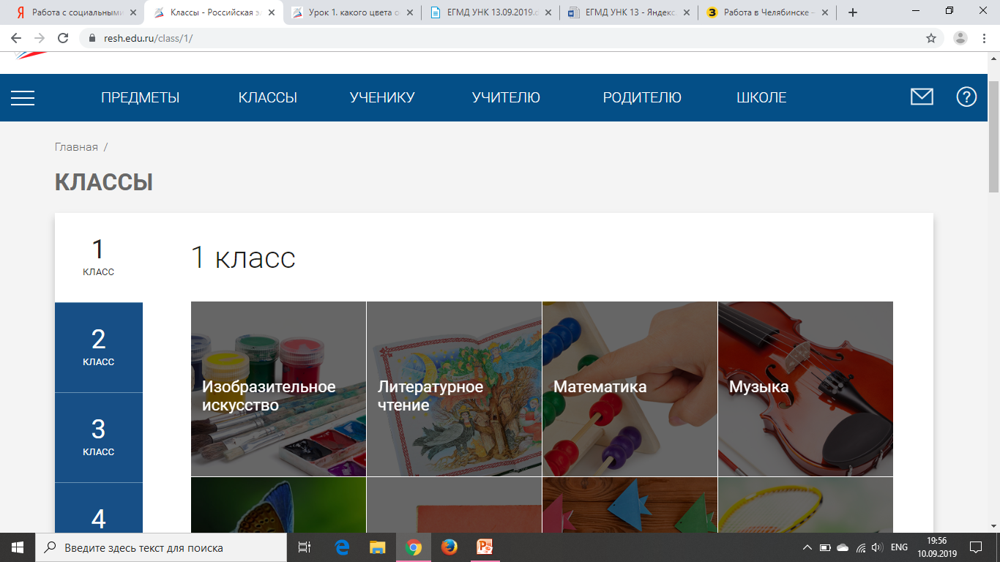 Работа с социальными
Классы - Российская э
Урок 1. какого цвета о
ЕГМД УНК 13.09.2019.
ЕГМД УНК 13 - Яндекс.
Работа в Челябинске -
resh.edu.ru/class/1/
ПРЕДМЕТЫ КЛАССЫ УЧЕНИКУ УЧИТЕЛЮ РОДИТЕЛЮ ШКОЛЕ
Главная /
КЛАССЫ
1
КЛАСС
2
КЛАСС
3
КЛАСС
4
1 класс
Изобразительное
искусство
Литературное
чтение
Математика
Музыка
Введите здесь текст для поиска
ENG
19:56
10.09.2019